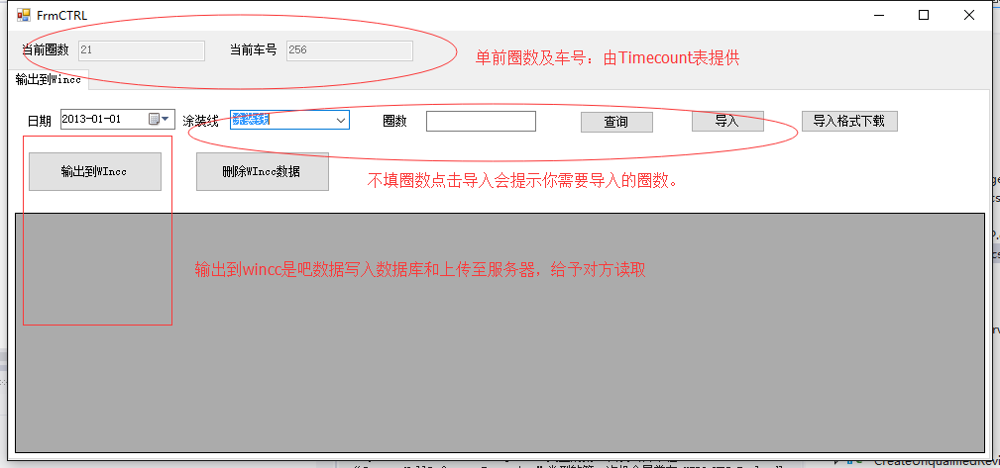 FrmCTRL
当前圈数 21 当前车号 256
单前圈数及车号：由Timecount表提供
输出到Wincc
日期 2013-01-01 涂装线 圈数 查询 导入 导入格式下载
输出到WIncc 删除WIncc数据
不填圈数点击导入会提示你需要导入的圈数。
输出到wincc是吧数据写入数据库和上传至服务器，给予对方读取
CreateUnqualifiedRevi